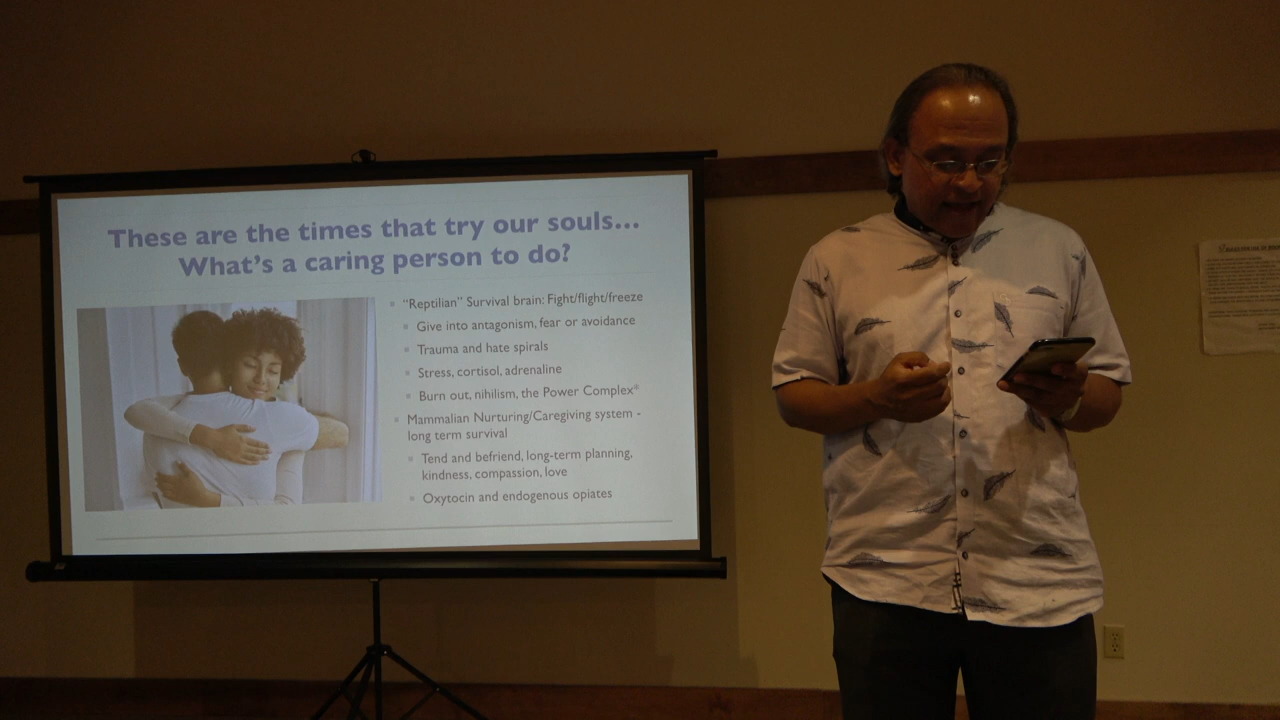 These are the times that try our souls...
What's a caring person to do?
"Reptilian" Survival brain: Fight/flight/freeze
Give into antagonism, fear or avoidance
Trauma and hate spirals
Stress, cortisol, adrenaline
Burn out, nihilism, the Power Complex*
Mammalian Nurturing/Caregiving system -
long term survival
Tend and befriend, long-term planning,
kindness, compassion, love
Oxytocin and endogenous opiates